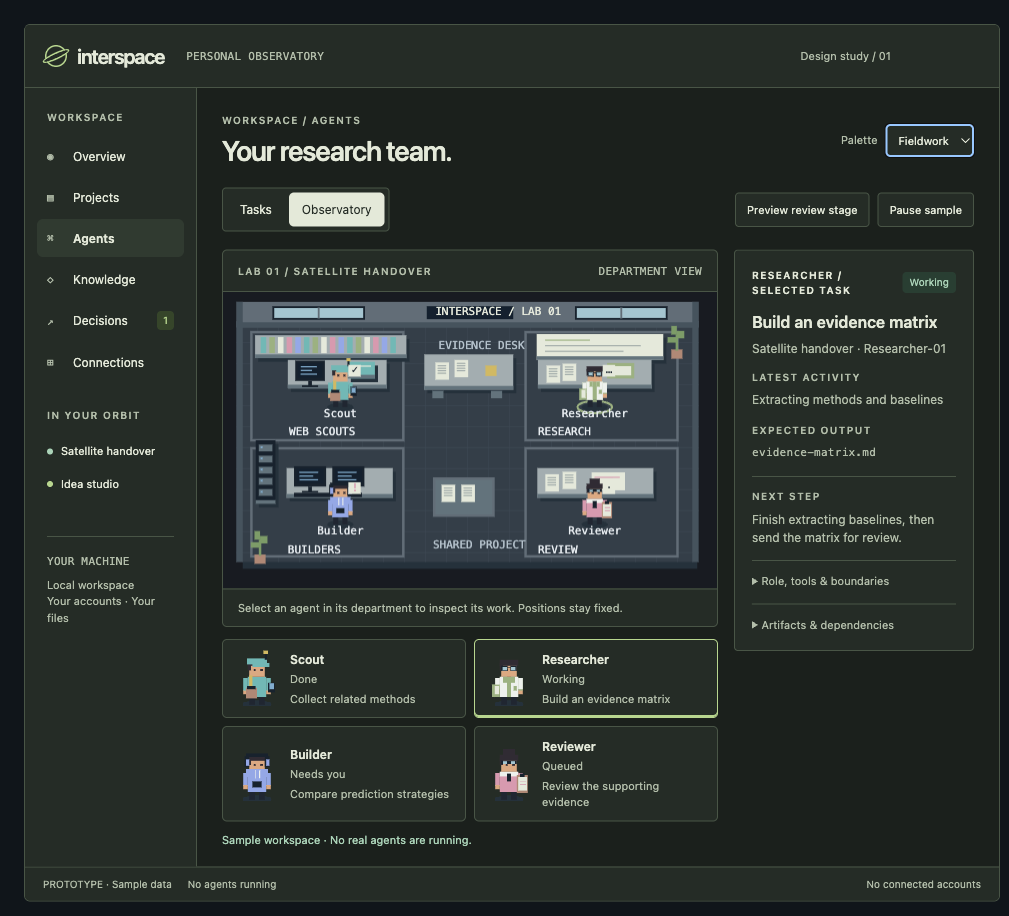 interspace
PERSONAL OBSERVATORY
Design study / 01
WORKSPACE
Overview
Projects
Agents
Knowledge
Decisions 1
Connections
IN YOUR ORBIT
Satellite handover
Idea studio
YOUR MACHINE
Local workspace
Your accounts · Your
files
WORKSPACE / AGENTS
Your research team.
Palette Fieldwork
Tasks Observatory
Preview review stage Pause sample
LAB 01 / SATELLITE HANDOVER DEPARTMENT VIEW
INTERSPACE / LAB 01
EVIDENCE DESK
Scout
WEB SCOUTS
Researcher
RESEARCH
Builder
BUILDERS
SHARED PROJECT
Reviewer
REVIEW
Select an agent in its department to inspect its work. Positions stay fixed.
Scout
Done
Collect related methods
Researcher
Working
Build an evidence matrix
Builder
Needs you
Compare prediction strategies
Reviewer
Queued
Review the supporting
evidence
Sample workspace · No real agents are running.
RESEARCHER /
SELECTED TASK
Working
Build an evidence matrix
Satellite handover · Researcher-01
LATEST ACTIVITY
Extracting methods and baselines
EXPECTED OUTPUT
evidence-matrix.md
NEXT STEP
Finish extracting baselines, then
send the matrix for review.
Role, tools & boundaries
Artifacts & dependencies
PROTOTYPE · Sample data No agents running
No connected accounts